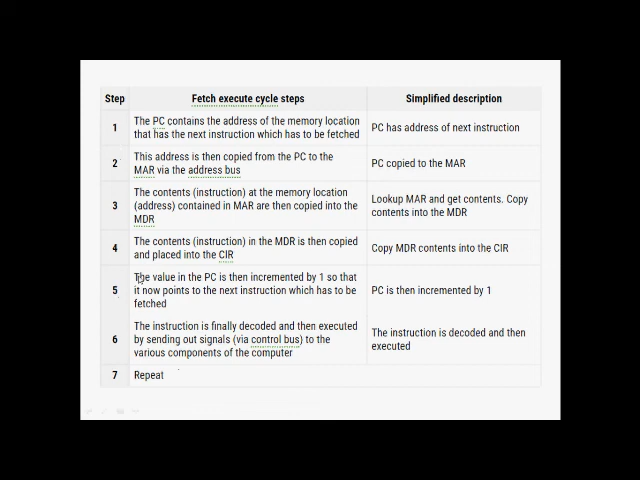 Step Fetch execute cycle steps Simplified description
1 The PC contains the address of the memory location
that has the next instruction which has to be fetched
PC has address of next instruction
2 This address is then copied from the PC to the
MAR via the address bus
PC copied to the MAR
3 The contents (instruction) at the memory location
(address) contained in MAR are then copied into the
MDR
Lookup MAR and get contents. Copy
contents into the MDR
4 The contents (instruction) in the MDR is then copied
and placed into the CIR
Copy MDR contents into the CIR
5 The value in the PC is then incremented by 1 so that
it now points to the next instruction which has to be
fetched
PC is then incremented by 1
6 The instruction is finally decoded and then executed
by sending out signals (via control bus) to the
various components of the computer
The instruction is decoded and then
executed
7 Repeat